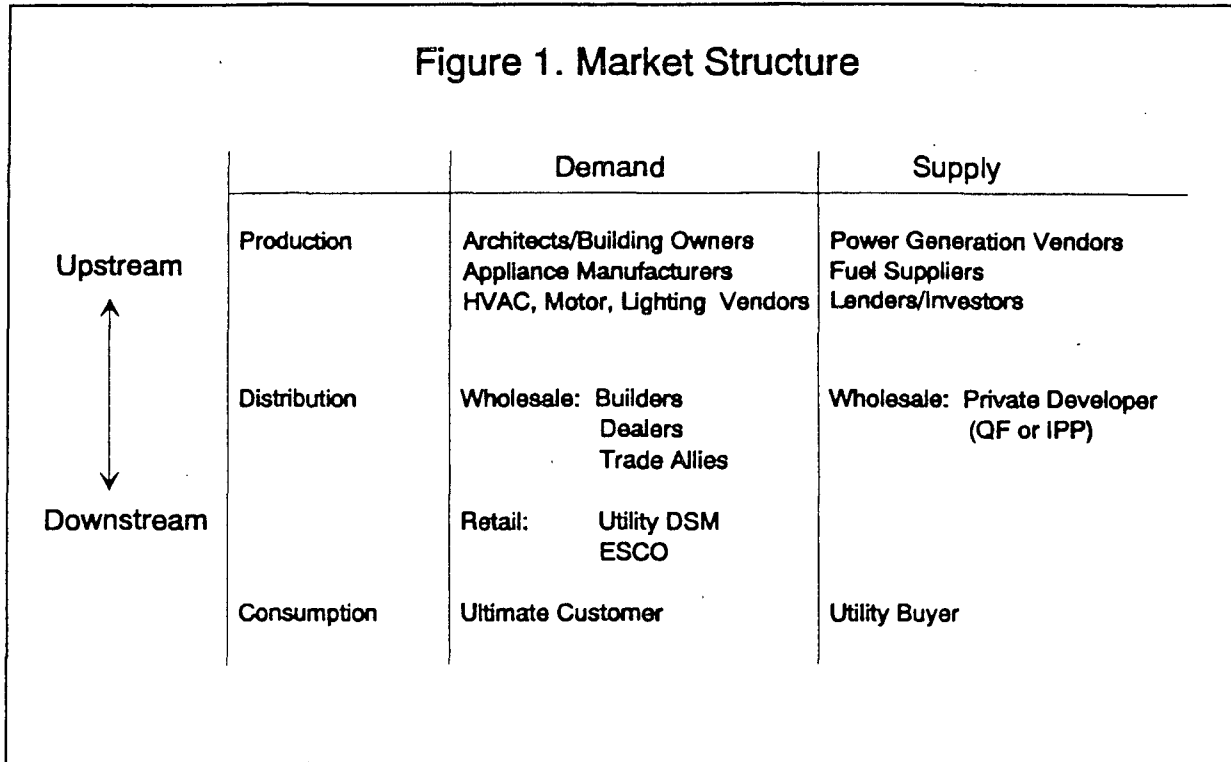 Figure 1. Market Structure
Demand Supply
Upstream
Downstream
Production Architects/Building Owners Power Generation Vendors
Appliance Manufacturers Fuel Suppliers
HVAC, Motor, Lighting Vendors Lenders/Investors
Distribution Wholesale: Builders Wholesale: Private Developer
Dealers (QF or IPP)
Trade Allies
Retail: Utility DSM
ESCO
Consumption Ultimate Customer Utility Buyer